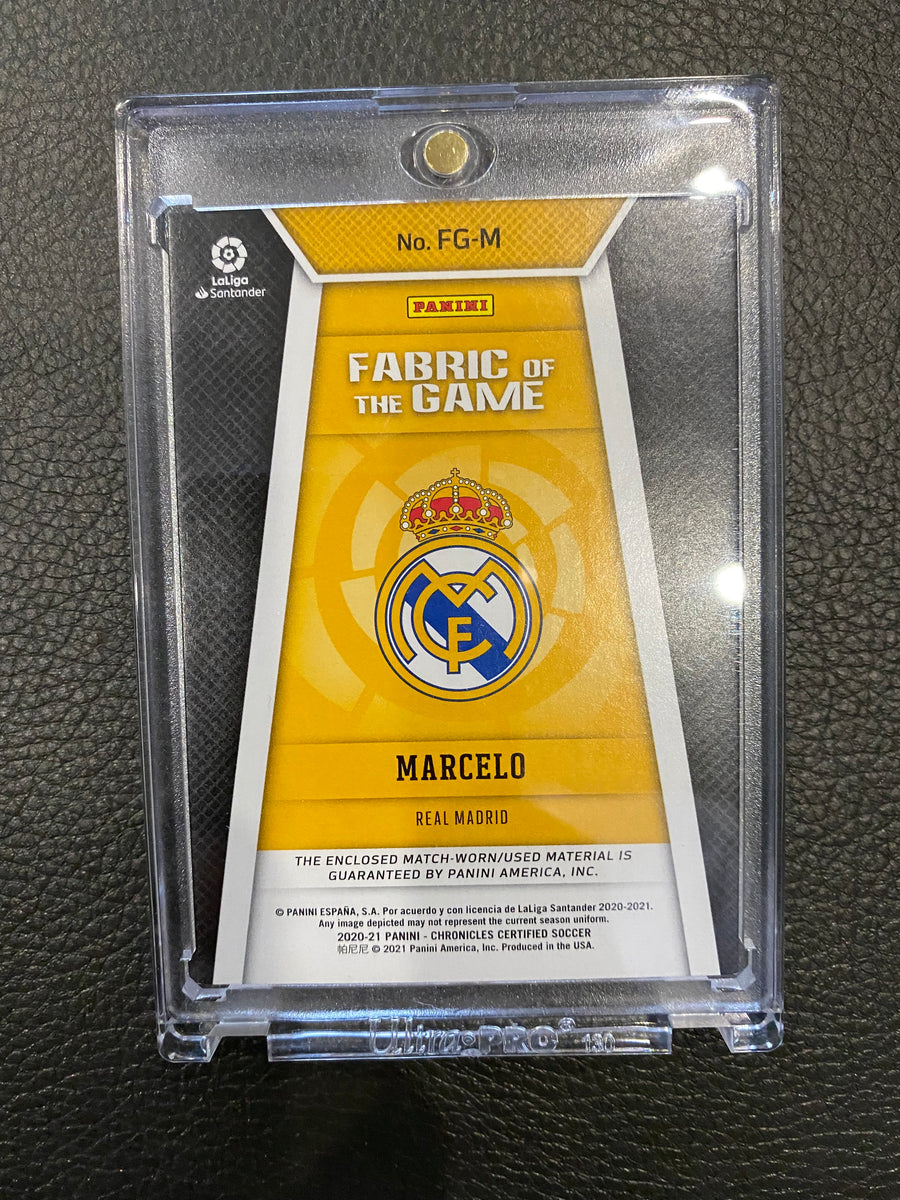 No. FG-M
LaLiga
Santander
PANINI
FABRIC OF
THE GAME
MCF
MARCELO
REAL MADRID
THE ENCLOSED MATCH-WORN/USED MATERIAL IS
GUARANTEED BY PANINI AMERICA, INC.
© PANINI ESPAÑA, S.A. Por acuerdo y con licencia de LaLiga Santander 2020-2021.
Any image depicted may not represent the current season uniform.
2020-21 PANINI - CHRONICLES CERTIFIED SOCCER
帕尼尼 © 2021 Panini America, Inc. Produced in the USA.
Ultra PRO® 130